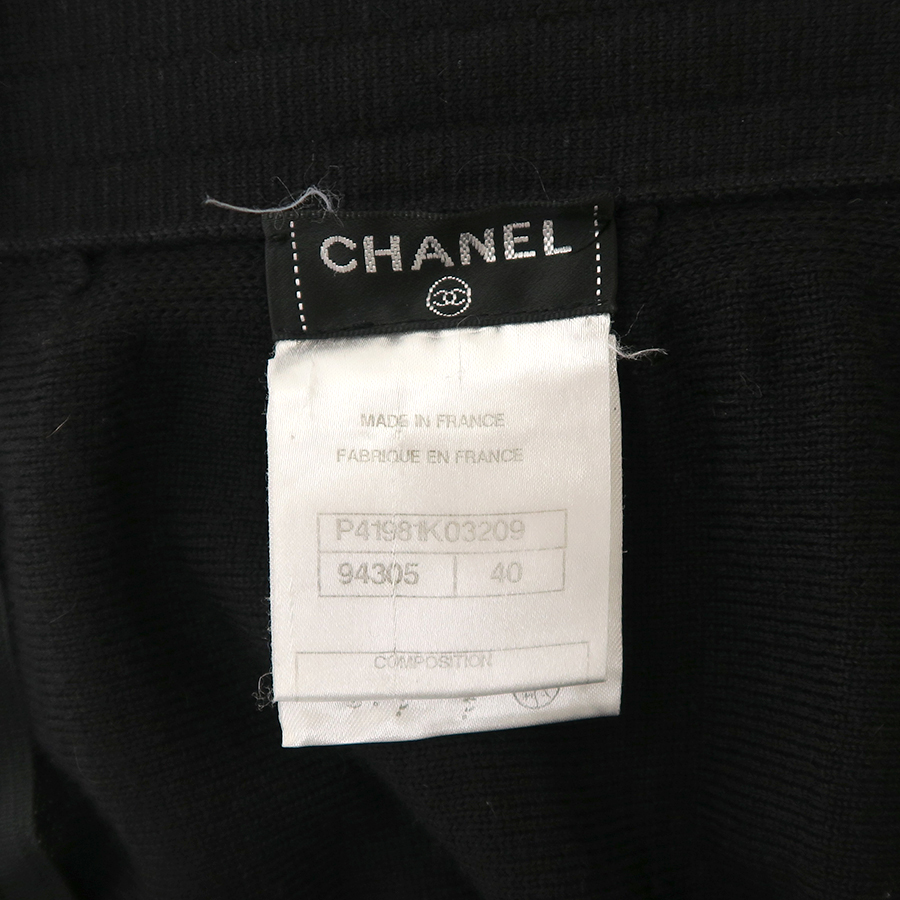 CHANEL
MADE IN FRANCE
FABRIQUE EN FRANCE
P41981K03209
94305 40
COMPOSITION